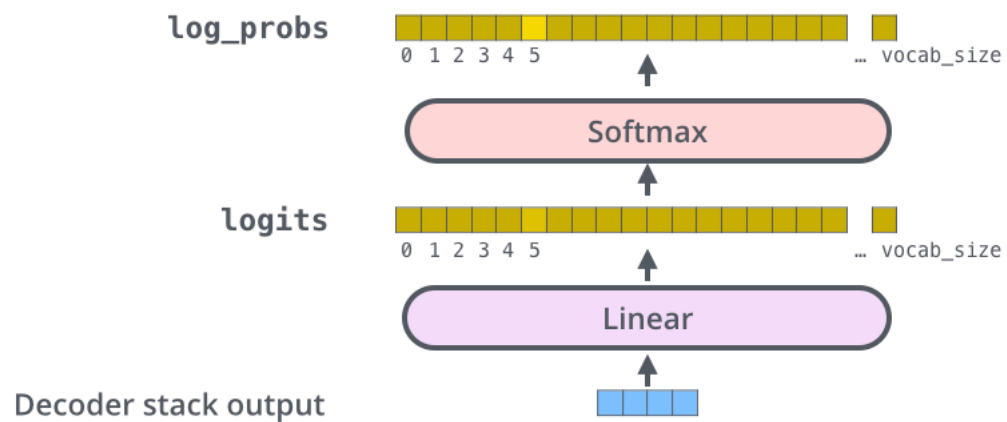 log_probs
0 1 2 3 4 5 … vocab_size
Softmax
logits
0 1 2 3 4 5 … vocab_size
Linear
Decoder stack output